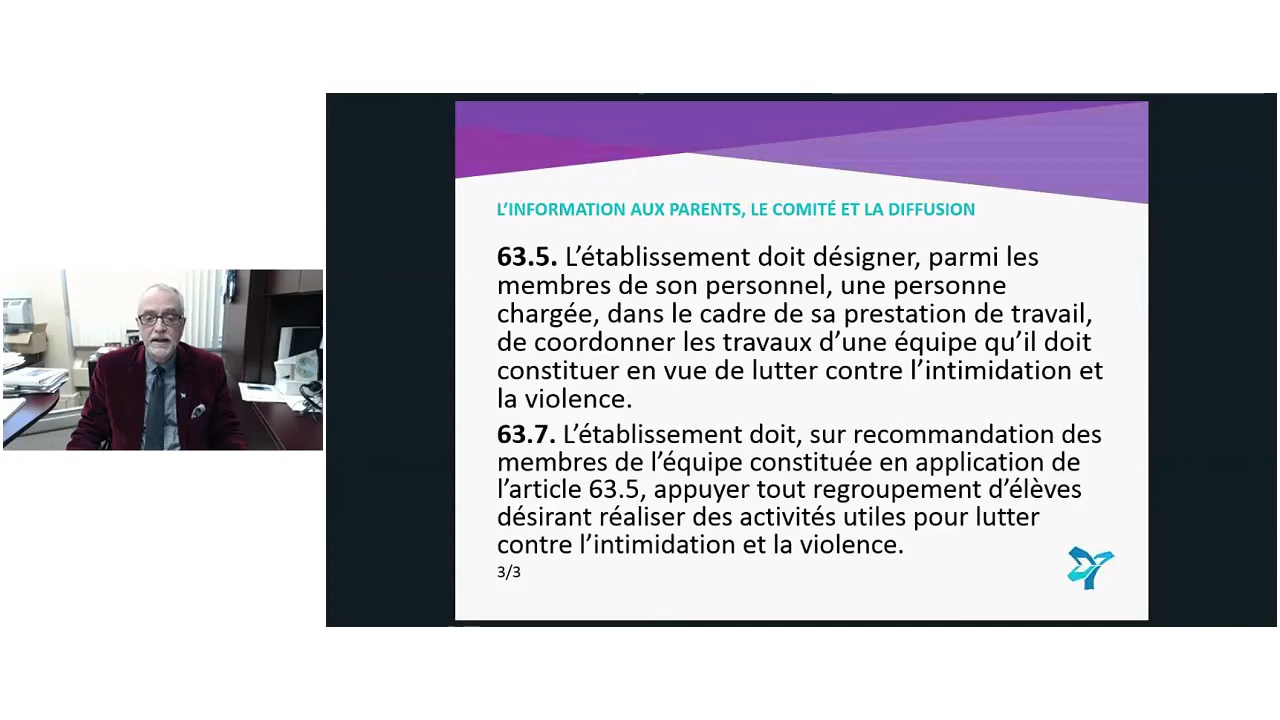 L’INFORMATION AUX PARENTS, LE COMITÉ ET LA DIFFUSION
63.5. L’établissement doit désigner, parmi les
membres de son personnel, une personne
chargée, dans le cadre de sa prestation de travail,
de coordonner les travaux d’une équipe qu’il doit
constituer en vue de lutter contre l’intimidation et
la violence.
63.7. L’établissement doit, sur recommandation des
membres de l’équipe constituée en application de
l’article 63.5, appuyer tout regroupement d’élèves
désirant réaliser des activités utiles pour lutter
contre l’intimidation et la violence.
3/3